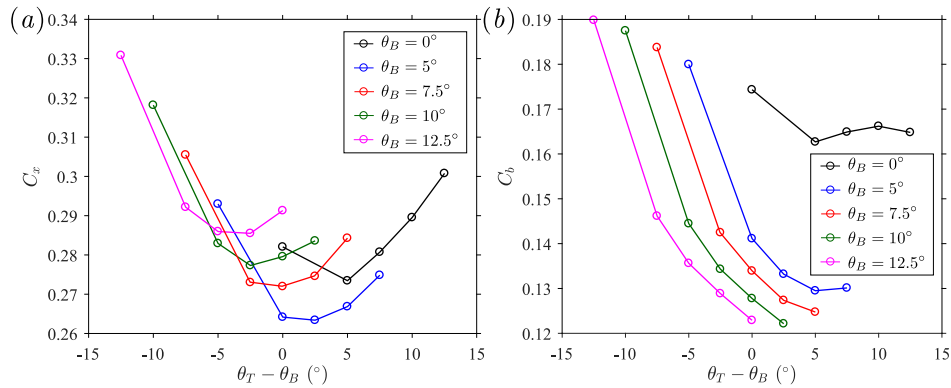 (a)
0.34
0.33
0.32
0.31
0.3
0.29
0.28
0.27
0.26
C_x
-15 -10 -5 0 5 10 15
θ_T − θ_B (°)
θ_B = 0°
θ_B = 5°
θ_B = 7.5°
θ_B = 10°
θ_B = 12.5°
(b)
0.19
0.18
0.17
0.16
0.15
0.14
0.13
0.12
C_b
-15 -10 -5 0 5 10 15
θ_T − θ_B (°)
θ_B = 0°
θ_B = 5°
θ_B = 7.5°
θ_B = 10°
θ_B = 12.5°